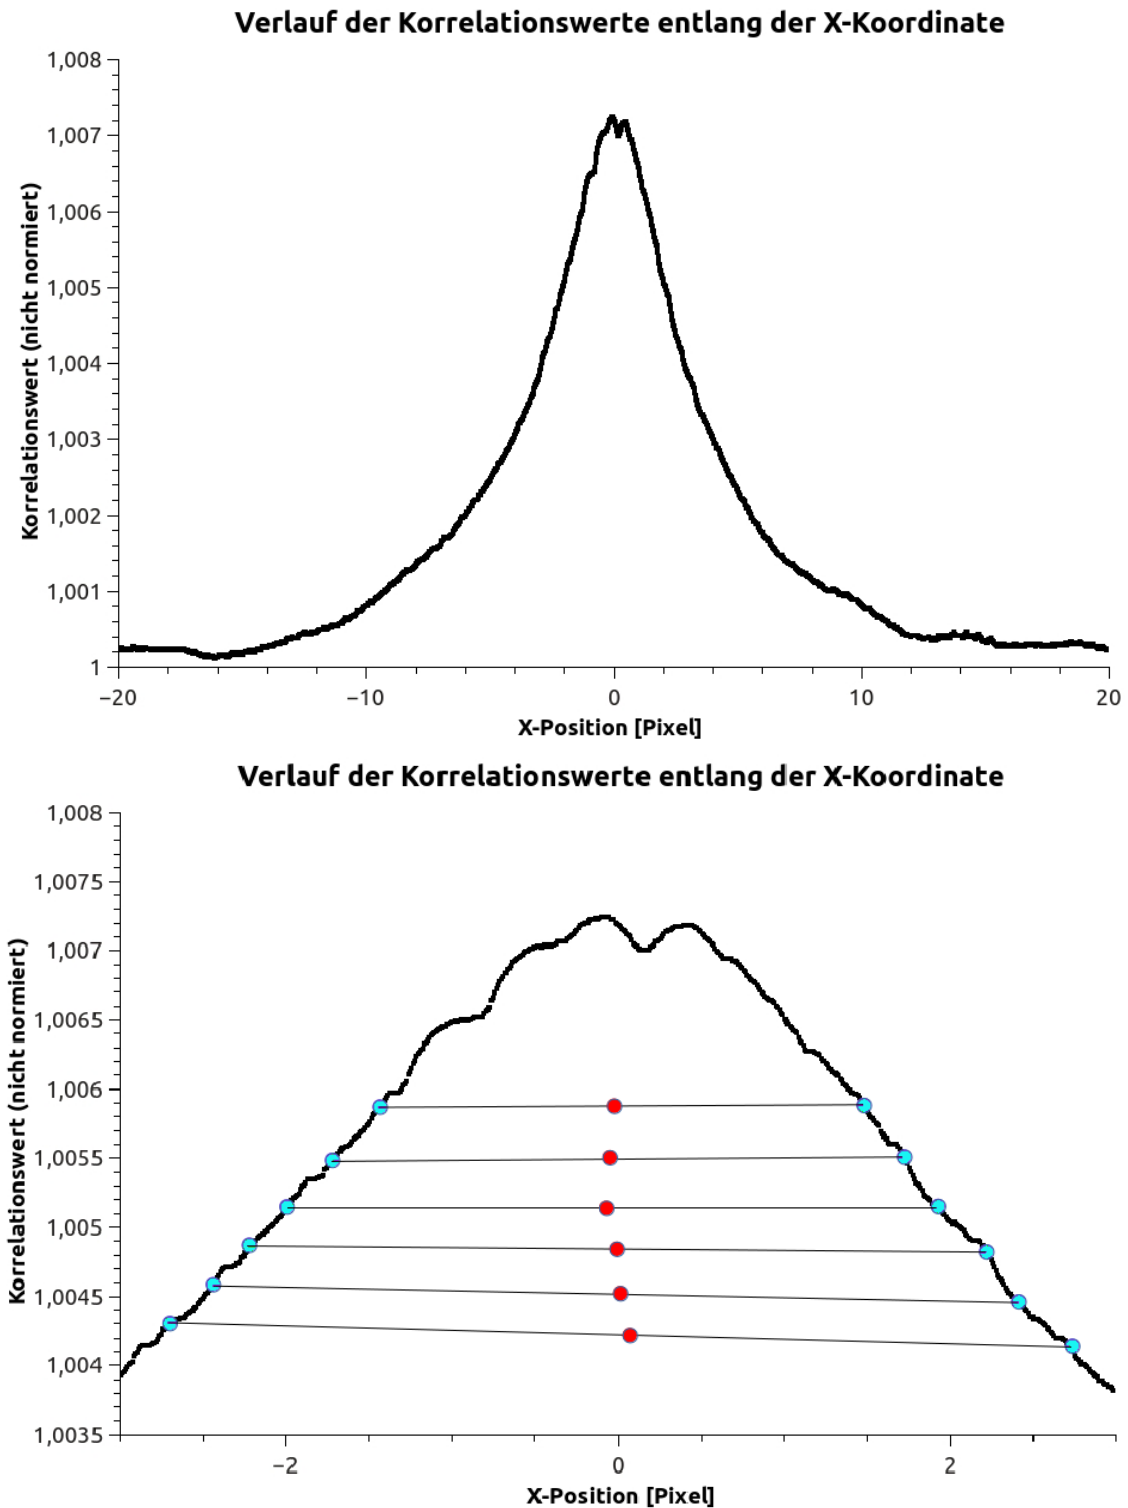 Verlauf der Korrelationswerte entlang der X-Koordinate
1,008
1,007
1,006
1,005
1,004
1,003
1,002
1,001
1
Korrelationswert (nicht normiert)
−20 −10 0 10 20
X-Position [Pixel]
Verlauf der Korrelationswerte entlang der X-Koordinate
1,008
1,0075
1,007
1,0065
1,006
1,0055
1,005
1,0045
1,004
1,0035
Korrelationswert (nicht normiert)
−2 0 2
X-Position [Pixel]